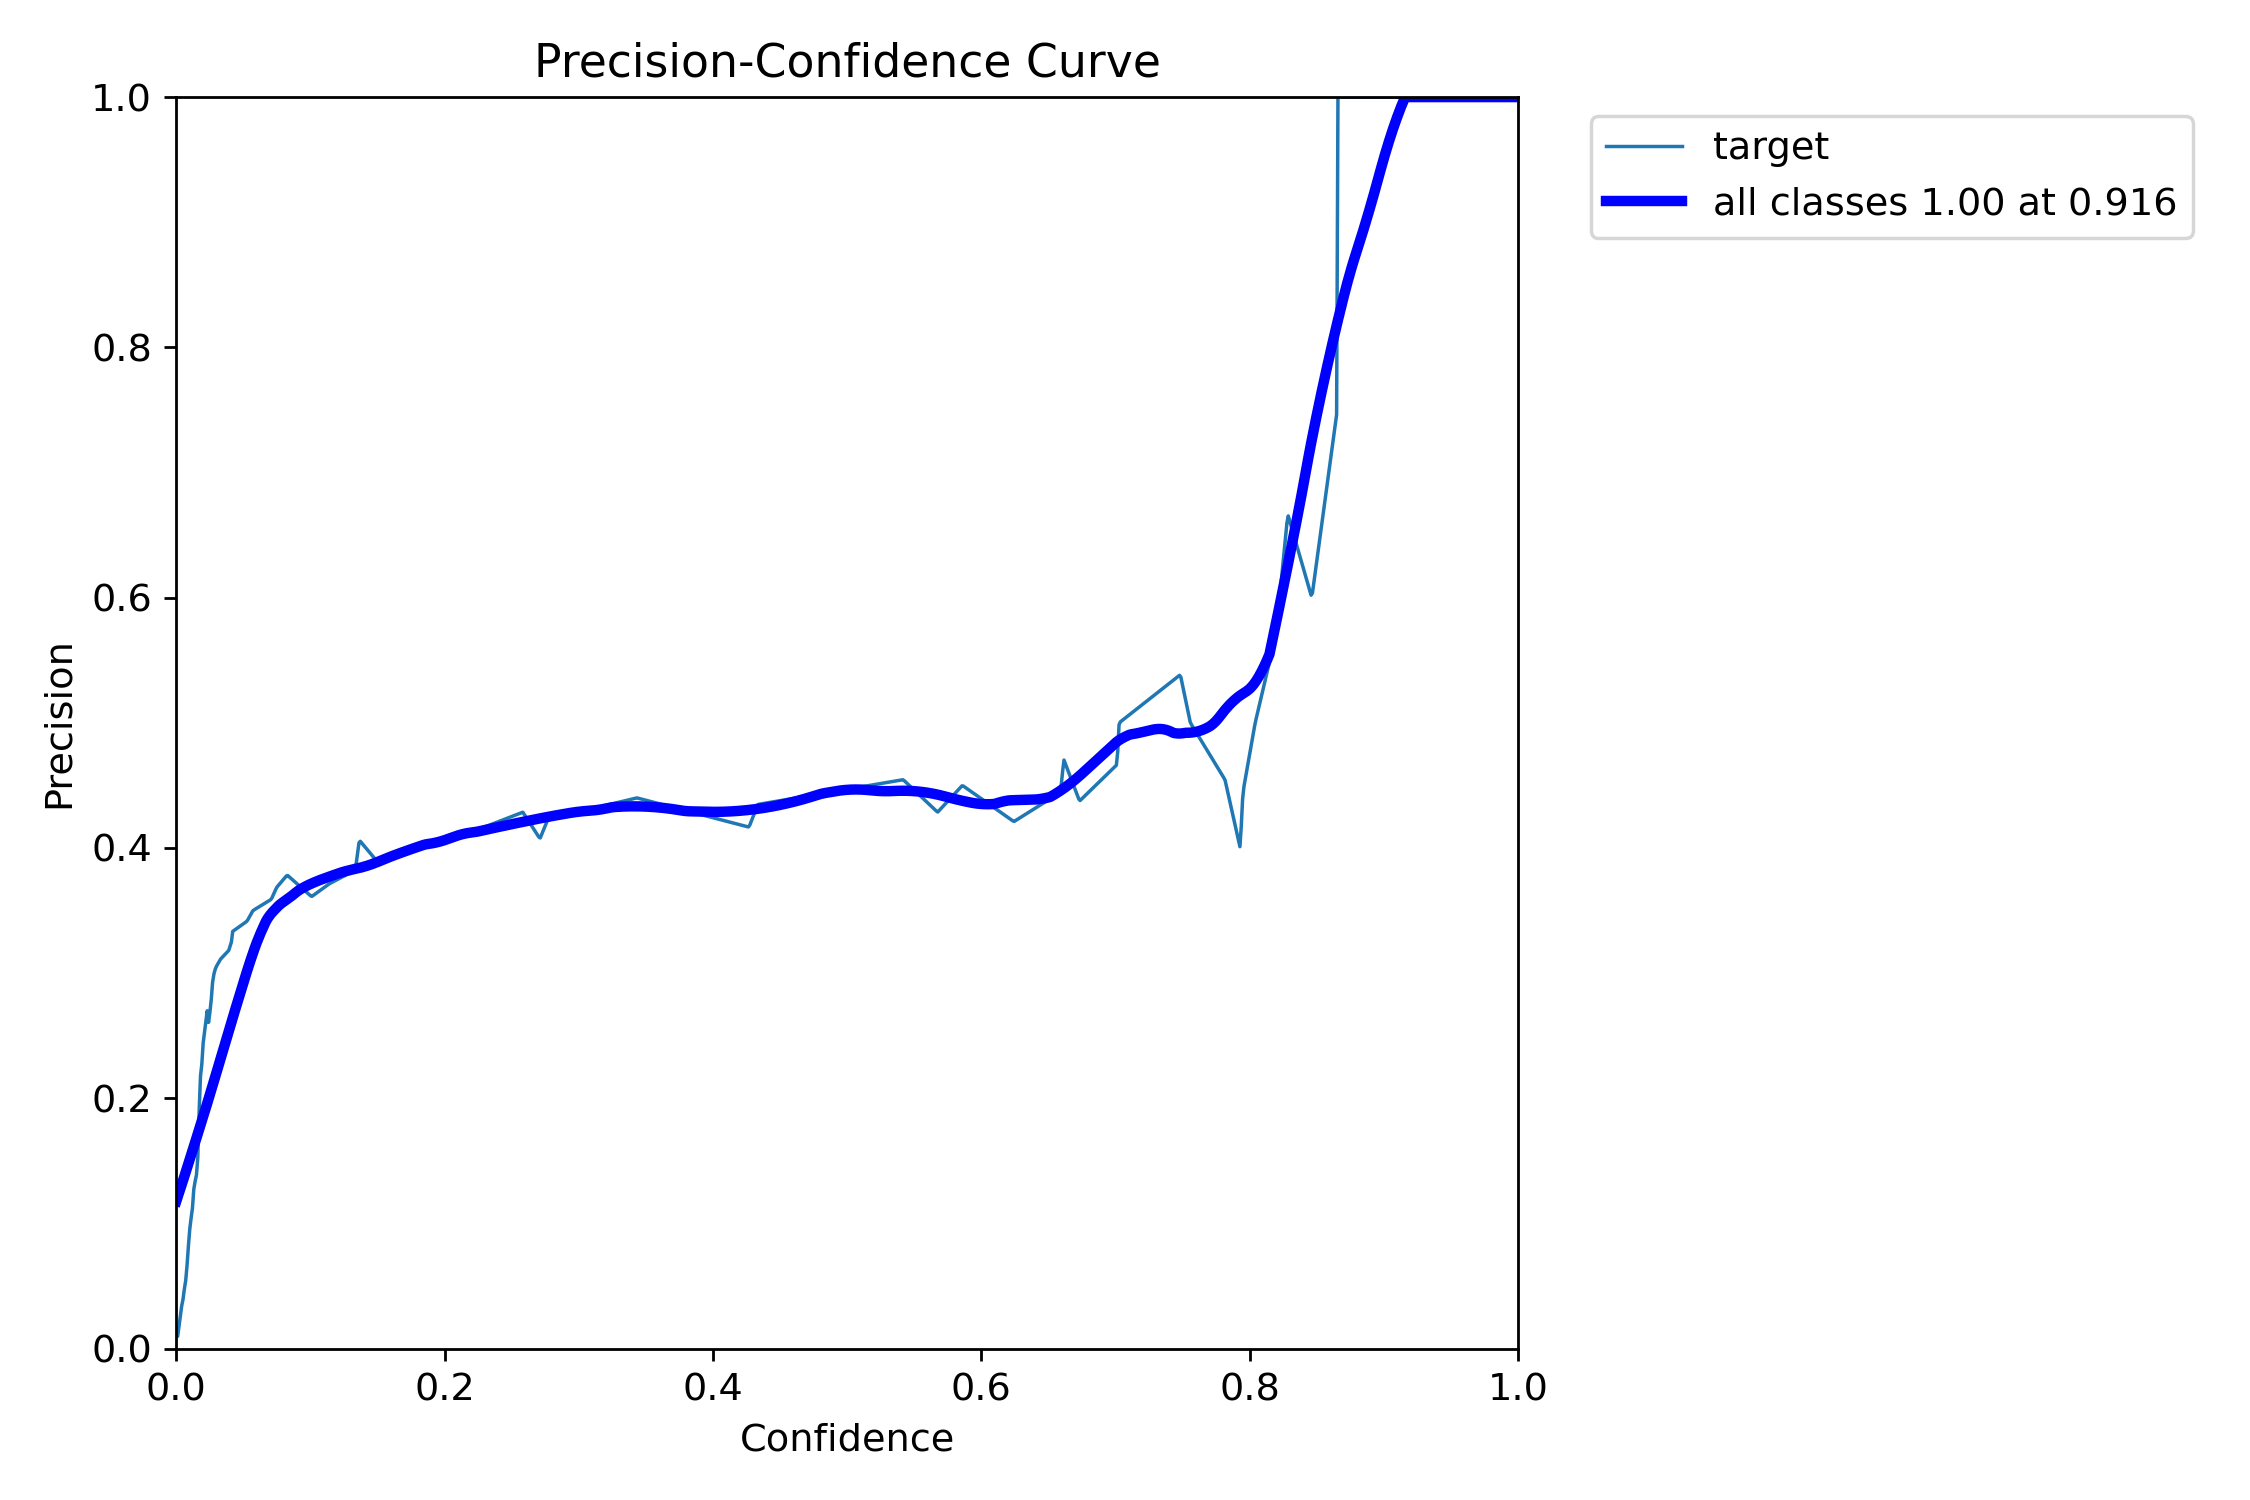 Precision-Confidence Curve
1.0
0.8
0.6
0.4
0.2
0.0
Precision
0.0 0.2 0.4 0.6 0.8 1.0
Confidence
target
all classes 1.00 at 0.916